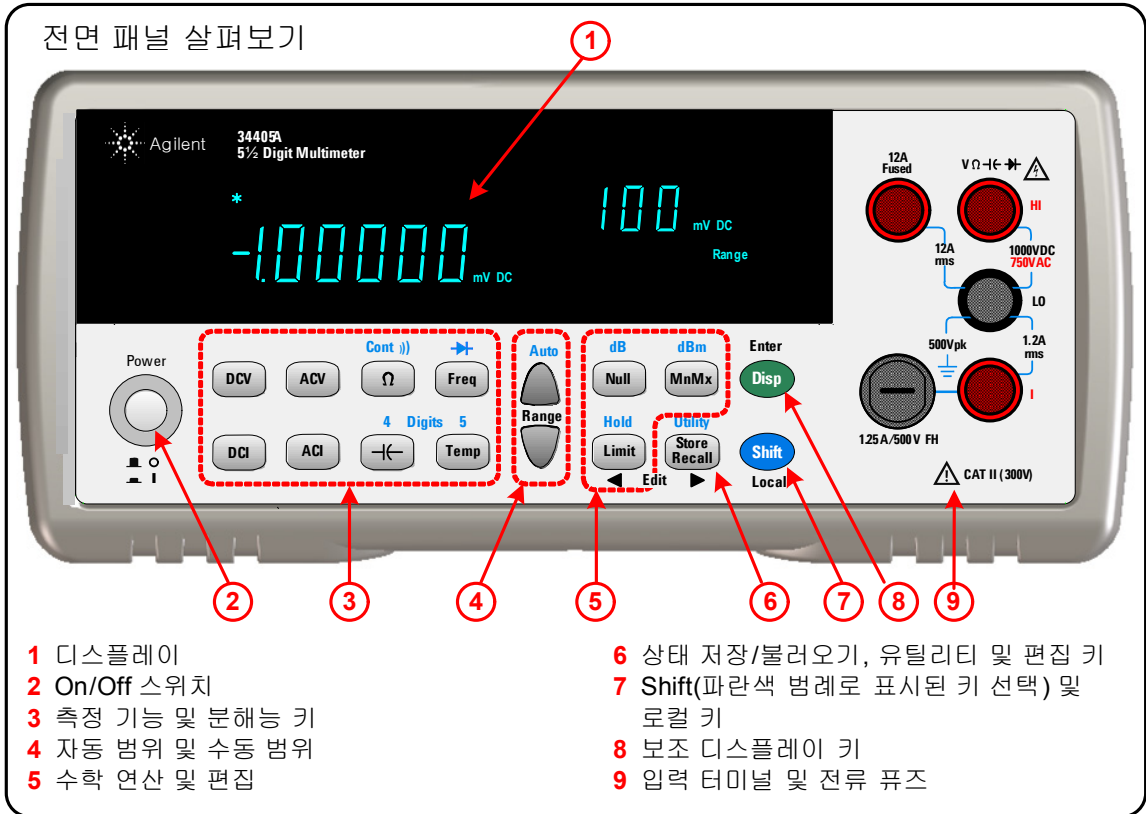 전면 패널 살펴보기
1
Agilent
34405A
5½ Digit Multimeter
*
-1.00000 mV DC
100 mV DC
Range
12A
Fused
V Ω
HI
12A
rms
1000VDC
750VAC
LO
500Vpk
1.2A
rms
I
1.25A/500V FH
CAT II (300V)
Power
O
I
Cont
DCV
ACV
Ω
Freq
4 Digits 5
DCI
ACI
Temp
Auto
Range
dB
dBm
Null
MnMx
Hold
Utility
Limit
Store
Recall
Edit
Enter
Disp
Shift
Local
2
3
4
5
6
7
8
9
1 디스플레이
2 On/Off 스위치
3 측정 기능 및 분해능 키
4 자동 범위 및 수동 범위
5 수학 연산 및 편집
6 상태 저장/불러오기, 유틸리티 및 편집 키
7 Shift(파란색 범례로 표시된 키 선택) 및
로컬 키
8 보조 디스플레이 키
9 입력 터미널 및 전류 퓨즈